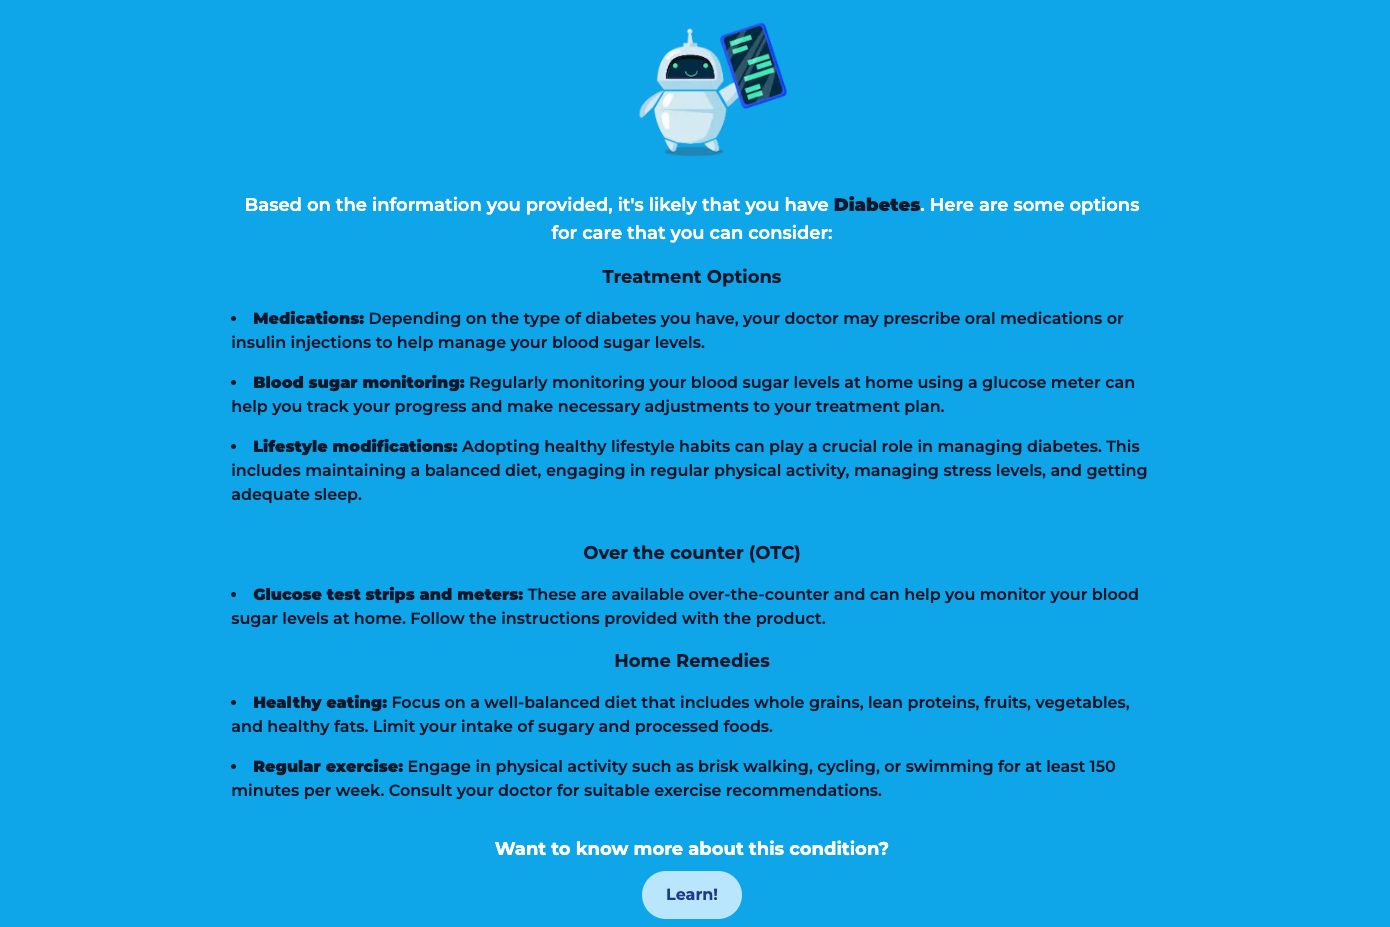 Based on the information you provided, it's likely that you have Diabetes. Here are some options
for care that you can consider:
Treatment Options
• Medications: Depending on the type of diabetes you have, your doctor may prescribe oral medications or
insulin injections to help manage your blood sugar levels.
• Blood sugar monitoring: Regularly monitoring your blood sugar levels at home using a glucose meter can
help you track your progress and make necessary adjustments to your treatment plan.
• Lifestyle modifications: Adopting healthy lifestyle habits can play a crucial role in managing diabetes. This
includes maintaining a balanced diet, engaging in regular physical activity, managing stress levels, and getting
adequate sleep.
Over the counter (OTC)
• Glucose test strips and meters: These are available over-the-counter and can help you monitor your blood
sugar levels at home. Follow the instructions provided with the product.
Home Remedies
• Healthy eating: Focus on a well-balanced diet that includes whole grains, lean proteins, fruits, vegetables,
and healthy fats. Limit your intake of sugary and processed foods.
• Regular exercise: Engage in physical activity such as brisk walking, cycling, or swimming for at least 150
minutes per week. Consult your doctor for suitable exercise recommendations.
Want to know more about this condition?
Learn!